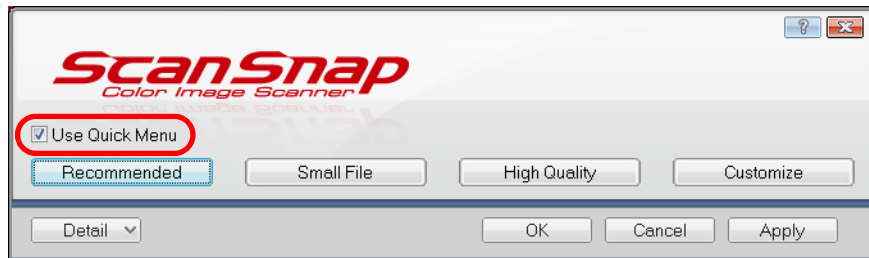 ScanSnap
Color Image Scanner
Use Quick Menu
Recommended Small File High Quality Customize
Detail OK Cancel Apply